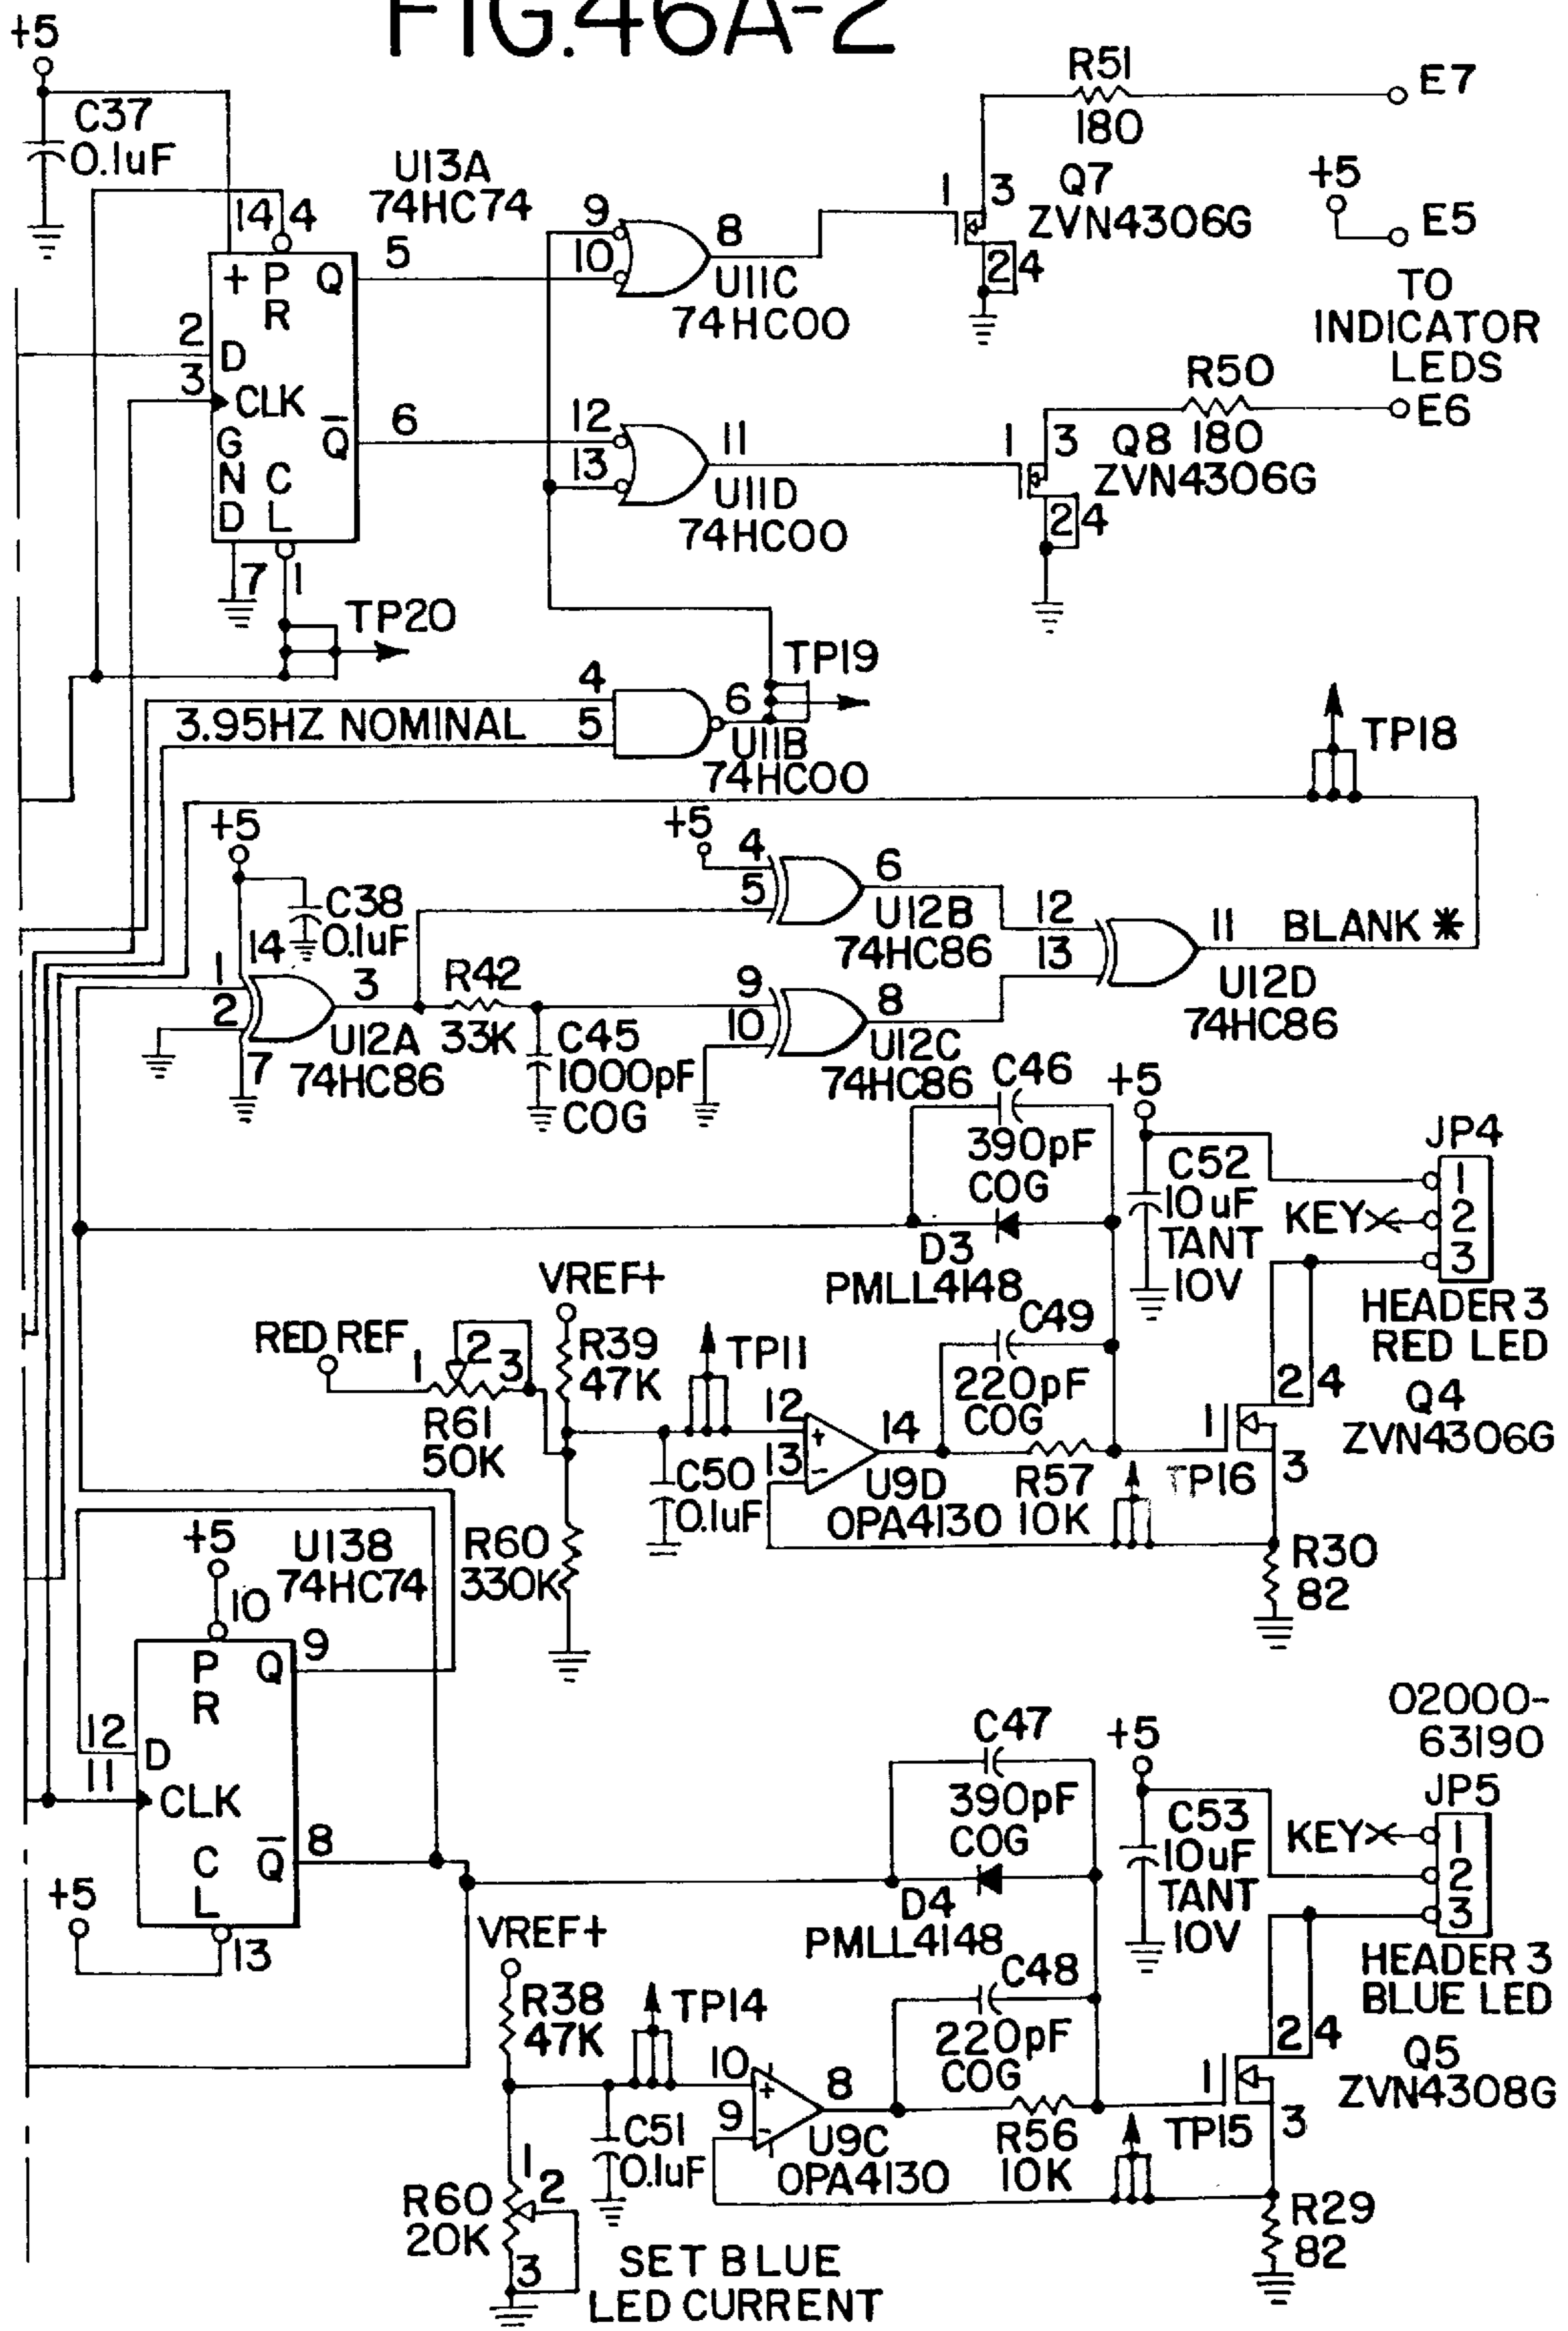 FIG.46A-2
+5
C37
0.1uF
U13A
74HC74
14 4
5
+ P Q
R
2
D
3
CLK
G
N C
D L
Q
6
7 1
TP20
9
10
8
U11C
74HC00
12
13
11
U11D
74HC00
R51
180
E7
1 3
Q7
ZVN4306G
2 4
+5
E5
TO
INDICATOR
LEDS
R50
180
E6
1 3
Q8
ZVN4306G
2 4
4
5
3.95HZ NOMINAL
6
TP19
U11B
74HC00
TP18
+5
C38
0.1uF
14
1
2
3
7
U12A
74HC86
R42
33K
C45
1000pF
COG
+5
4
5
6
U12B
74HC86
9
10
8
U12C
74HC86
12
13
11
BLANK *
U12D
74HC86
C46
390pF
COG
D3
PMLL4148
+5
C52
10uF
TANT
10V
JP4
1
KEY 2
3
HEADER 3
RED LED
VREF+
RED REF
1 2 3
R61
50K
R39
47K
TP11
12
13
+
-
14
U9D
OPA4130
C50
0.1uF
C49
220pF
COG
R57
10K
TP16
1
2 4
3
Q4
ZVN4306G
R30
82
R60
330K
+5
U138
74HC74
10
9
P Q
R
12
D
11
CLK
C
L
Q
8
+5
13
02000-
63190
C47
390pF
COG
D4
PMLL4148
+5
C53
10uF
TANT
10V
JP5
KEY 1
2
3
HEADER 3
BLUE LED
VREF+
R38
47K
TP14
10
9
+
-
8
U9C
OPA4130
C51
0.1uF
C48
220pF
COG
R56
10K
TP15
1
2 4
3
Q5
ZVN4308G
R29
82
R60
20K
1
2
3
SET BLUE
LED CURRENT